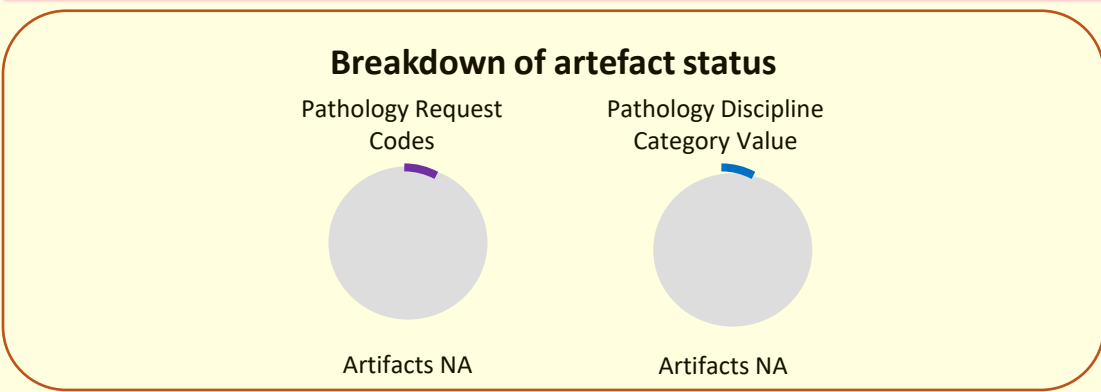 Breakdown of artefact status
Pathology Request
Codes
Pathology Discipline
Category Value
Artifacts NA
Artifacts NA